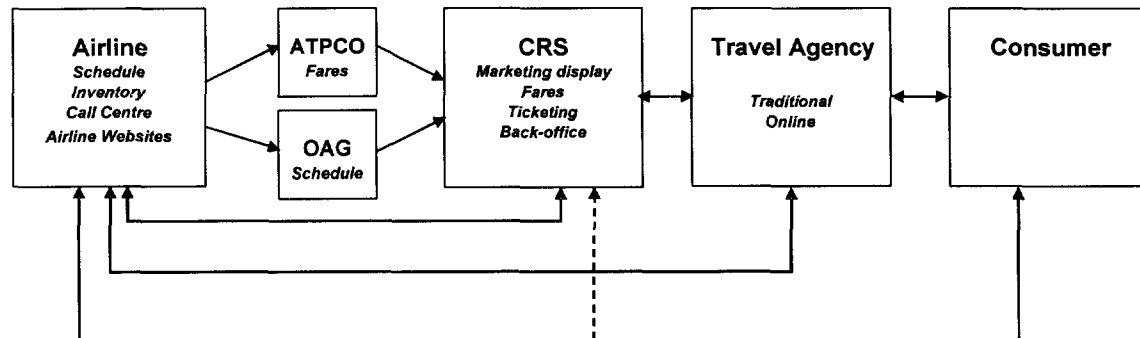 Airline
Schedule
Inventory
Call Centre
Airline Websites
ATPCO
Fares
OAG
Schedule
CRS
Marketing display
Fares
Ticketing
Back-office
Travel Agency
Traditional
Online
Consumer